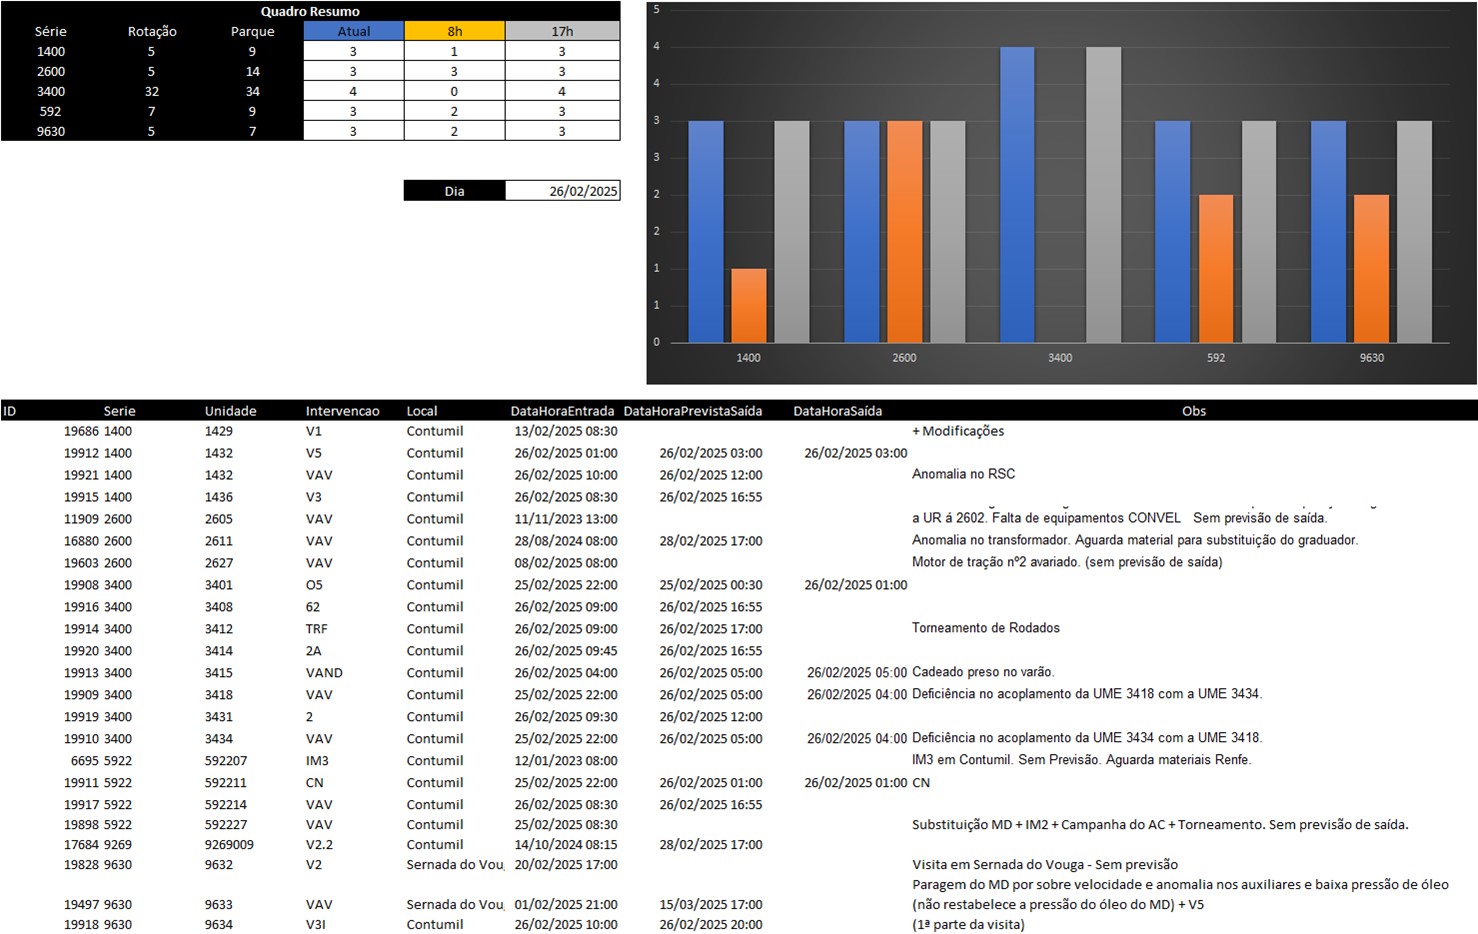 Quadro Resumo
Série Rotação Parque Atual 8h 17h
1400 5 9 3 1 3
2600 5 14 3 3 3
3400 32 34 4 0 4
592 7 9 3 2 3
9630 5 7 3 2 3
Dia 26/02/2025
5
4
4
3
3
2
2
1
1
0
1400 2600 3400 592 9630
ID Serie Unidade Intervencao Local DataHoraEntrada DataHoraPrevistaSaída DataHoraSaída Obs
19686 1400 1429 V1 Contumil 13/02/2025 08:30 + Modificações
19912 1400 1432 V5 Contumil 26/02/2025 01:00 26/02/2025 03:00 26/02/2025 03:00
19921 1400 1432 VAV Contumil 26/02/2025 10:00 26/02/2025 12:00 Anomalia no RSC
19915 1400 1436 V3 Contumil 26/02/2025 08:30 26/02/2025 16:55
11909 2600 2605 VAV Contumil 11/11/2023 13:00 a UR á 2602. Falta de equipamentos CONVEL Sem previsão de saída.
16880 2600 2611 VAV Contumil 28/08/2024 08:00 28/02/2025 17:00 Anomalia no transformador. Aguarda material para substituição do graduador.
19603 2600 2627 VAV Contumil 08/02/2025 08:00 Motor de tração nº2 avariado. (sem previsão de saída)
19908 3400 3401 O5 Contumil 25/02/2025 22:00 25/02/2025 00:30 26/02/2025 01:00
19916 3400 3408 62 Contumil 26/02/2025 09:00 26/02/2025 16:55
19914 3400 3412 TRF Contumil 26/02/2025 09:00 26/02/2025 17:00 Torneamento de Rodados
19920 3400 3414 2A Contumil 26/02/2025 09:45 26/02/2025 16:55
19913 3400 3415 VAND Contumil 26/02/2025 04:00 26/02/2025 05:00 26/02/2025 05:00 Cadeado preso no varão.
19909 3400 3418 VAV Contumil 25/02/2025 22:00 26/02/2025 05:00 26/02/2025 04:00 Deficiência no acoplamento da UME 3418 com a UME 3434.
19919 3400 3431 2 Contumil 26/02/2025 09:30 26/02/2025 12:00
19910 3400 3434 VAV Contumil 25/02/2025 22:00 26/02/2025 05:00 26/02/2025 04:00 Deficiência no acoplamento da UME 3434 com a UME 3418.
6695 5922 592207 IM3 Contumil 12/01/2023 08:00 IM3 em Contumil. Sem Previsão. Aguarda materiais Renfe.
19911 5922 592211 CN Contumil 25/02/2025 22:00 26/02/2025 01:00 26/02/2025 01:00 CN
19917 5922 592214 VAV Contumil 26/02/2025 08:30 26/02/2025 16:55
19898 5922 592227 VAV Contumil 25/02/2025 08:30 Substituição MD + IM2 + Campanha do AC + Torneamento. Sem previsão de saída.
17684 9269 9269009 V2.2 Contumil 14/10/2024 08:15 28/02/2025 17:00
19828 9630 9632 V2 Sernada do Vou 20/02/2025 17:00 Visita em Sernada do Vouga - Sem previsão
Paragem do MD por sobre velocidade e anomalia nos auxiliares e baixa pressão de óleo
19497 9630 9633 VAV Sernada do Vou 01/02/2025 21:00 15/03/2025 17:00 (não restabelece a pressão do óleo do MD) + V5
19918 9630 9634 V3I Contumil 26/02/2025 10:00 26/02/2025 20:00 (1ª parte da visita)